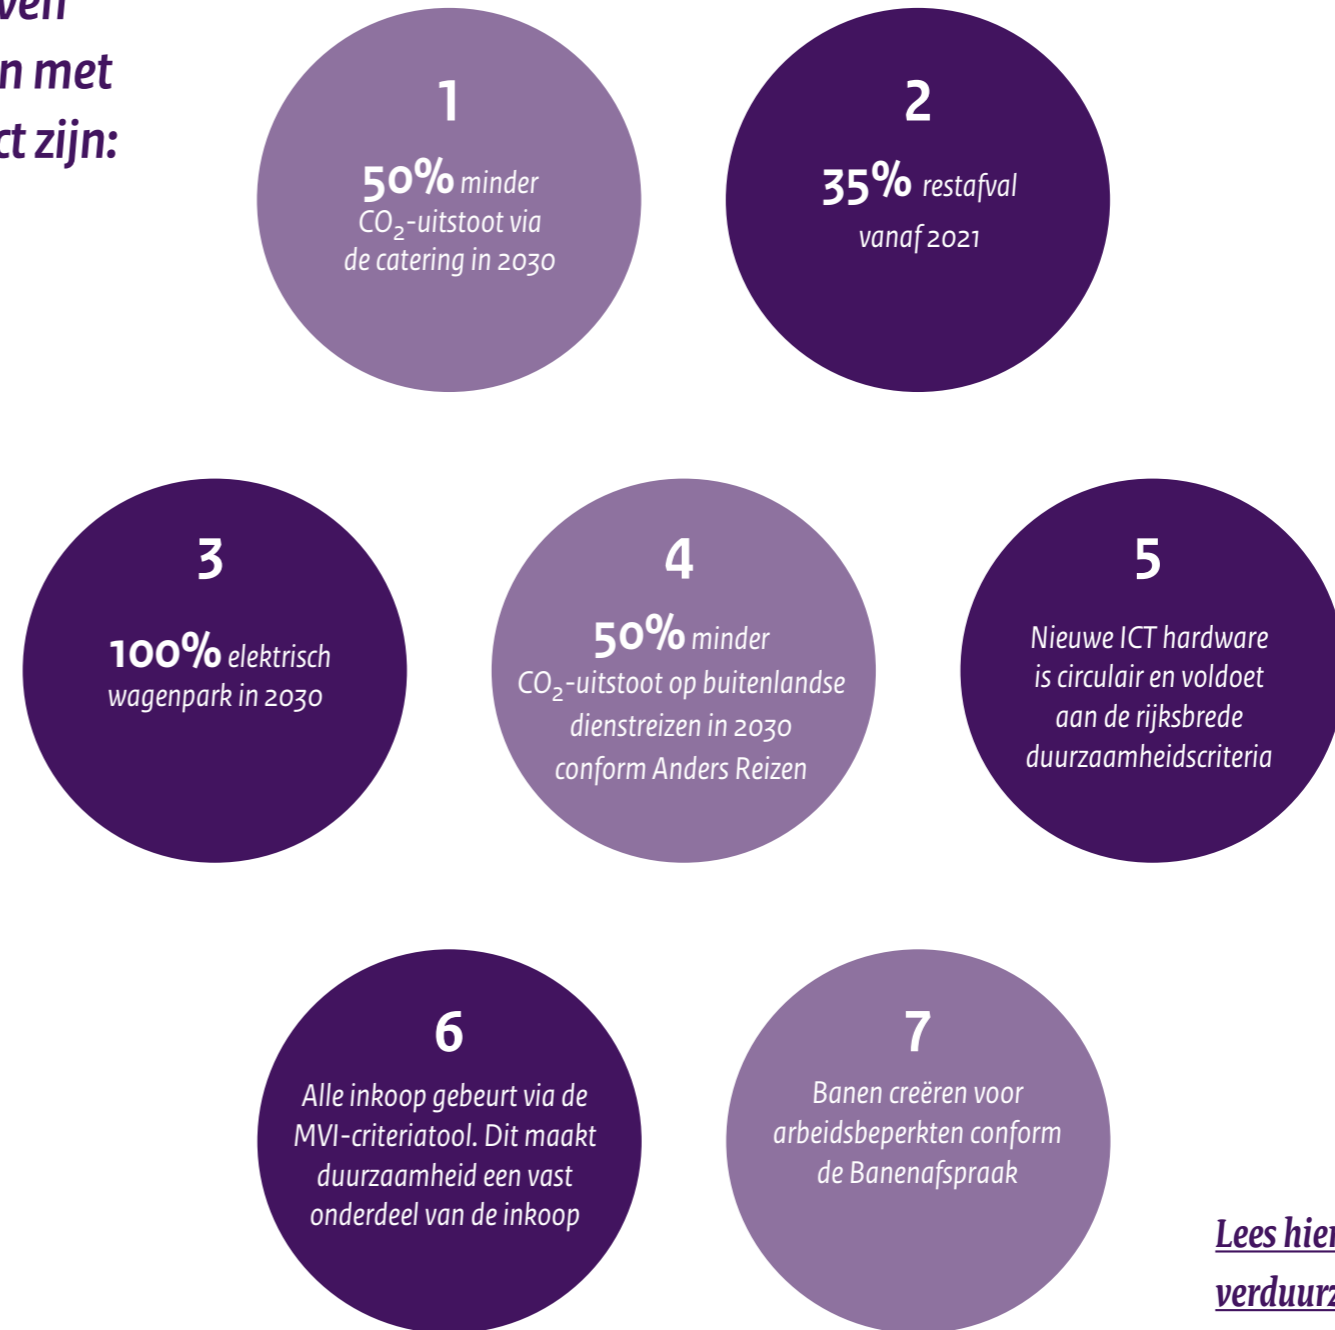 met
zijn:
1
50% minder
CO₂-uitstoot via
de catering in 2030
2
35% restafval
vanaf 2021
3
100% elektrisch
wagenpark in 2030
4
50% minder
CO₂-uitstoot op buitenlandse
dienstreizen in 2030
conform Anders Reizen
5
Nieuwe ICT hardware
is circulair en voldoet
aan de rijksbrede
duurzaamheidscriteria
6
Alle inkoop gebeurt via de
MVI-criteriatool. Dit maakt
duurzaamheid een vast
onderdeel van de inkoop
7
Banen creëren voor
arbeidsbeperkten conform
de Banenafspraak
Lees hier